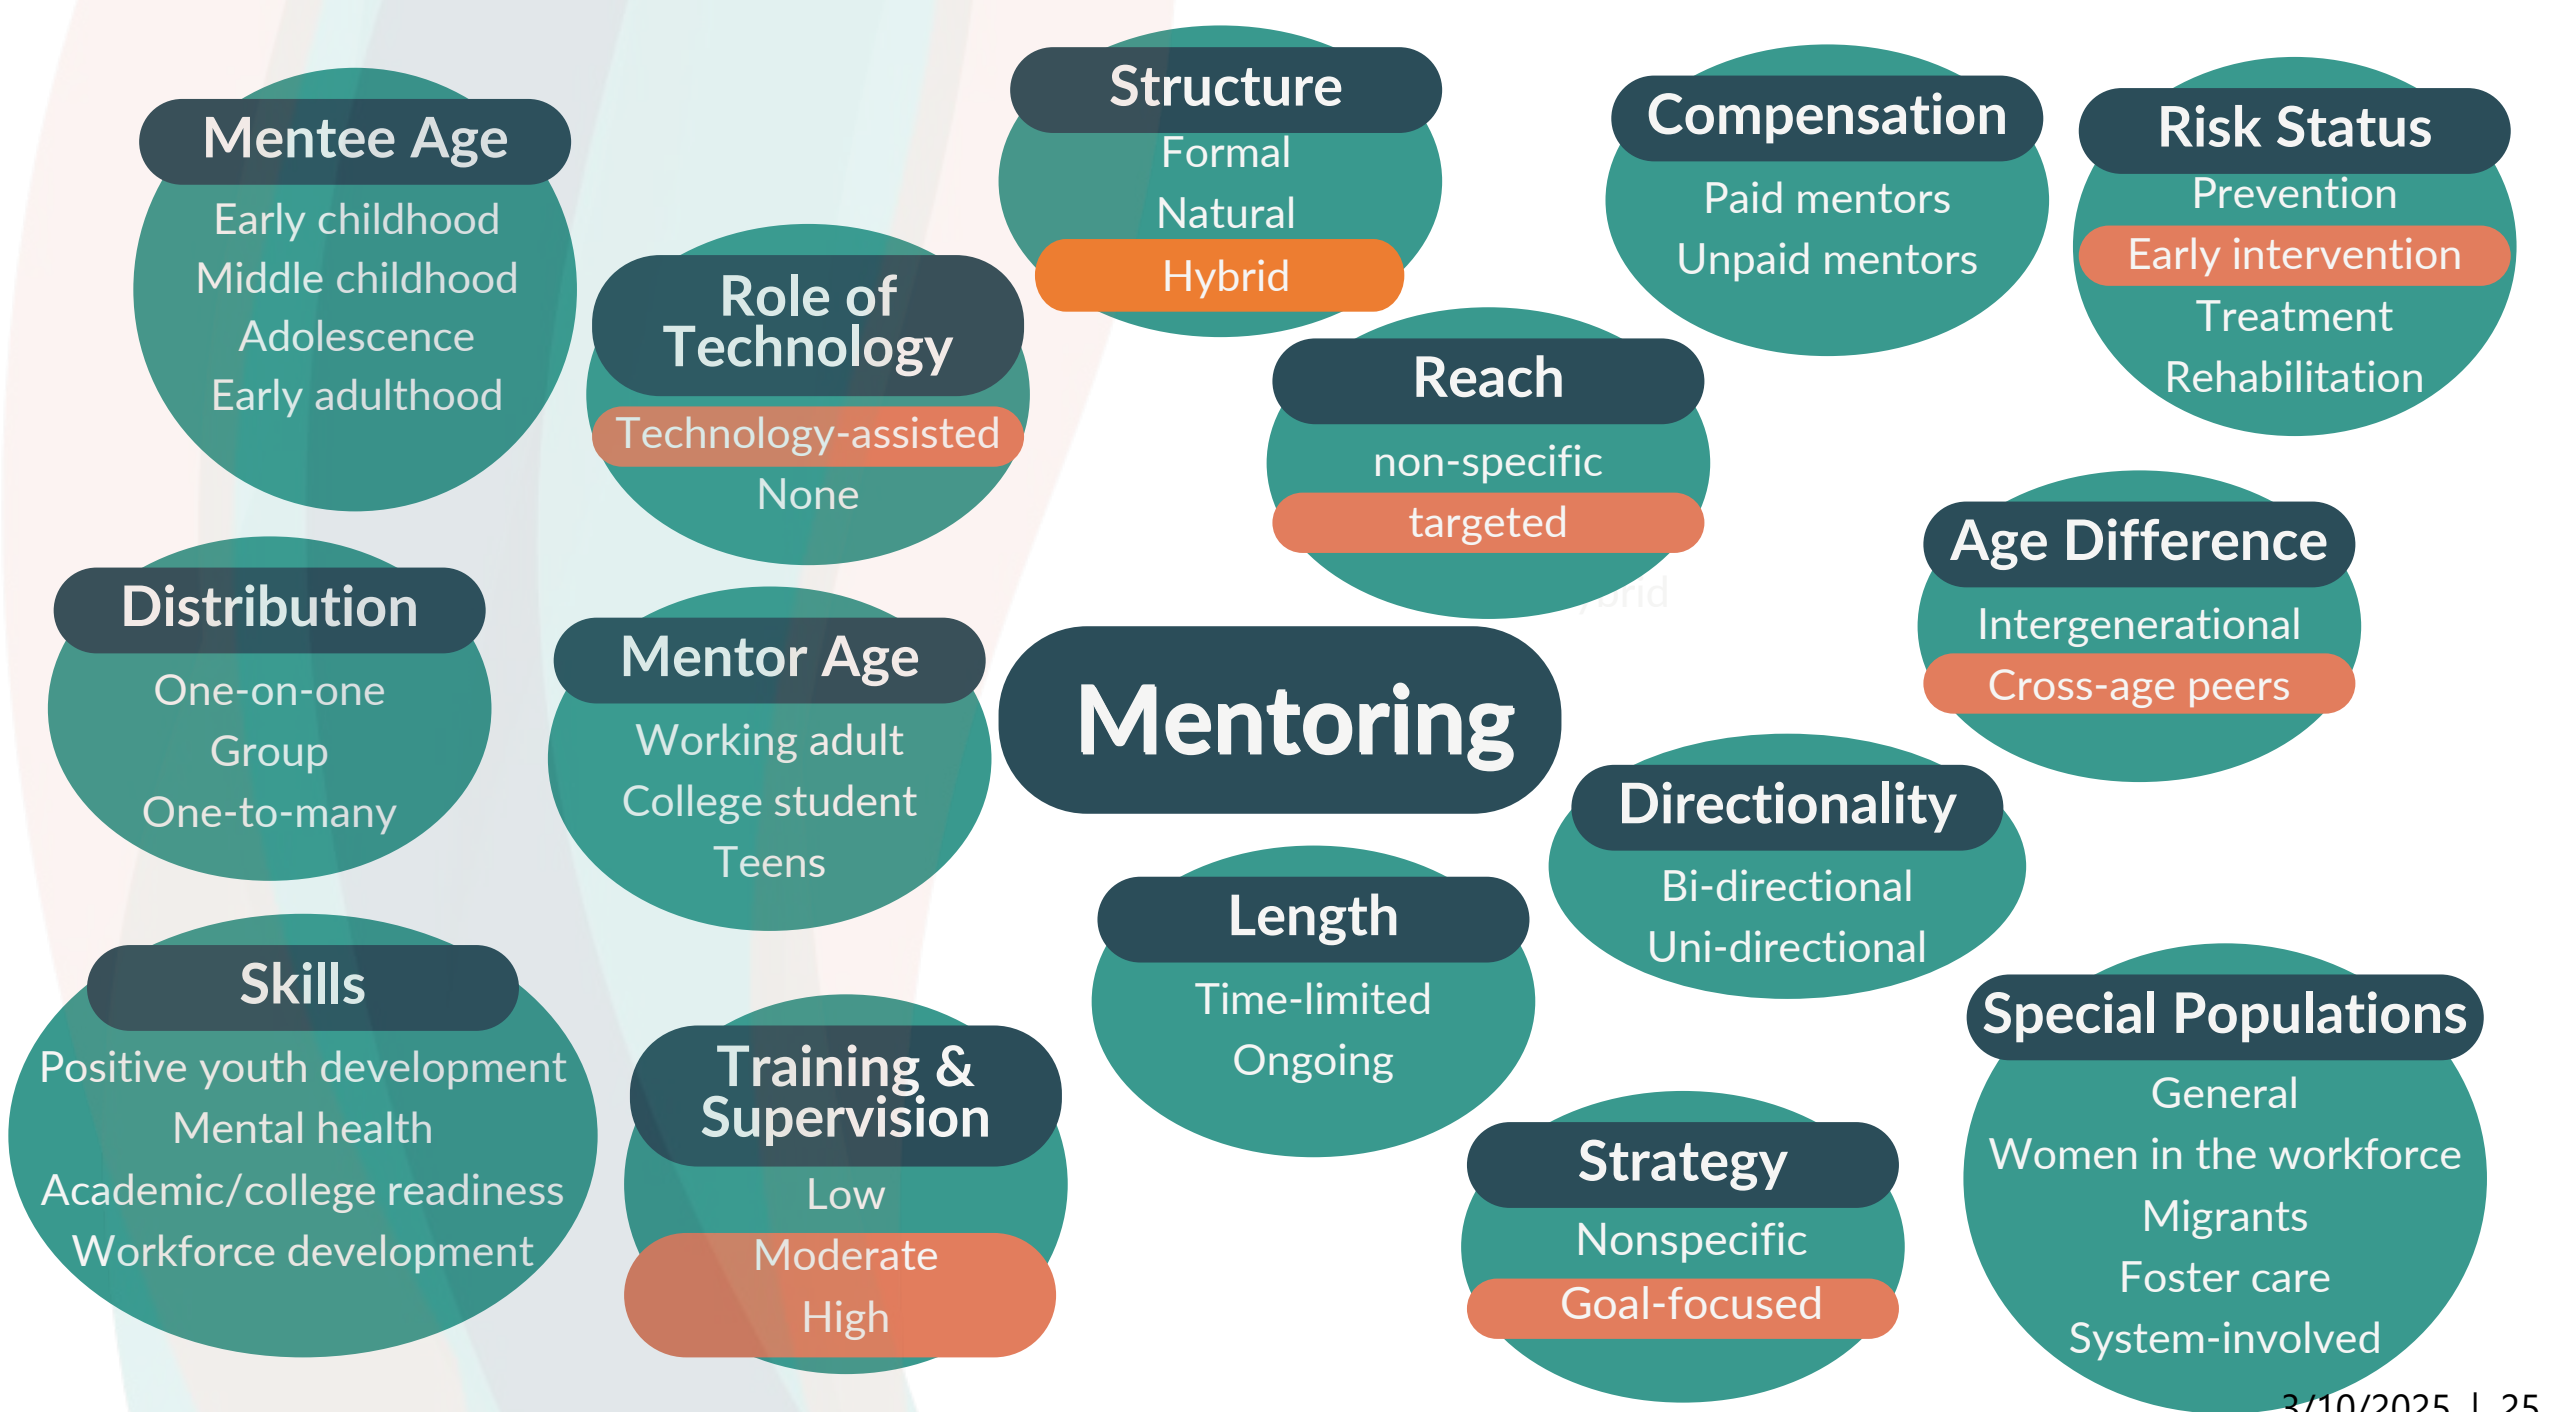 Mentee Age
Early childhood
Middle childhood
Adolescence
Early adulthood
Role of
Technology
Technology-assisted
None
Structure
Formal
Natural
Hybrid
Compensation
Paid mentors
Unpaid mentors
Risk Status
Prevention
Early intervention
Treatment
Rehabilitation
Reach
non-specific
targeted
Age Difference
Intergenerational
Cross-age peers
Distribution
One-on-one
Group
One-to-many
Mentor Age
Working adult
College student
Teens
Mentoring
Directionality
Bi-directional
Uni-directional
Length
Time-limited
Ongoing
Skills
Positive youth development
Mental health
Academic/college readiness
Workforce development
Training &
Supervision
Low
Moderate
High
Strategy
Nonspecific
Goal-focused
Special Populations
General
Women in the workforce
Migrants
Foster care
System-involved
3/10/2025 | 25